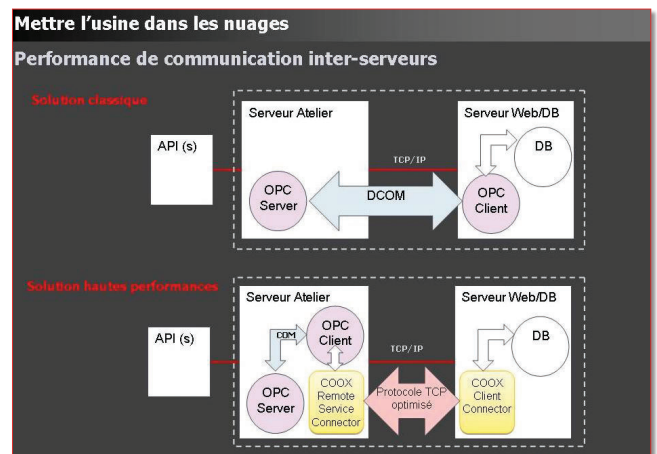 Mettre l'usine dans les nuages
Performance de communication inter-serveurs
Solution classique
Serveur Atelier
Serveur Web/DB
API (s)
TCP/IP
DB
OPC
Server
DCOM
OPC
Client
Solution hautes performances
Serveur Atelier
Serveur Web/DB
API (s)
COM
OPC
Client
TCP/IP
DB
OPC
Server
COOX
Remote
Service
Connector
Protocole TCP
optimisé
COOX
Client
Connector